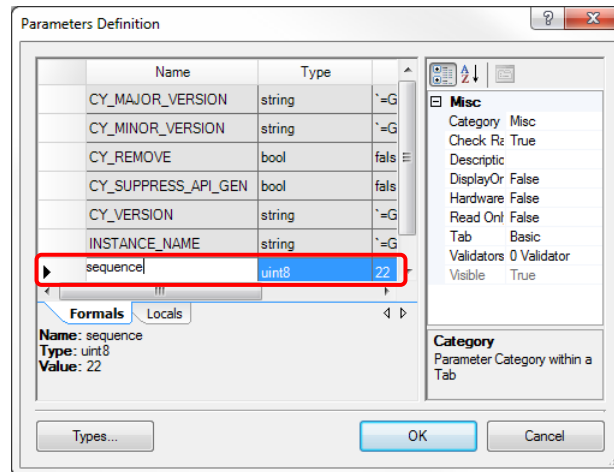 Parameters Definition
Name Type
CY_MAJOR_VERSION string `=G
CY_MINOR_VERSION string `=G
CY_REMOVE bool fals
CY_SUPPRESS_API_GEN bool fals
CY_VERSION string `=G
INSTANCE_NAME string `=G
sequence uint8 22
Formals Locals
Name: sequence
Type: uint8
Value: 22
Misc
Category Misc
Check Ra True
Descriptic
DisplayOr False
Hardware False
Read Onl False
Tab Basic
Validators 0 Validator
Visible True
Category
Parameter Category within a
Tab
Types... OK Cancel